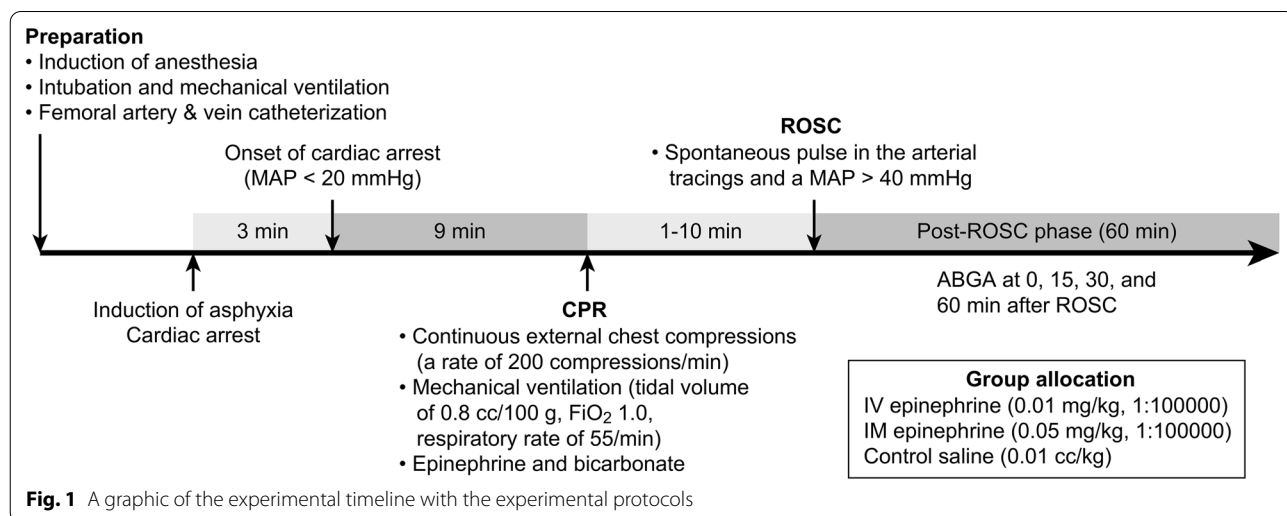 Preparation
• Induction of anesthesia
• Intubation and mechanical ventilation
• Femoral artery & vein catheterization
Onset of cardiac arrest
(MAP < 20 mmHg)
ROSC
• Spontaneous pulse in the arterial
tracings and a MAP > 40 mmHg
3 min
9 min
1-10 min
Post-ROSC phase (60 min)
Induction of asphyxia
Cardiac arrest
CPR
• Continuous external chest compressions
(a rate of 200 compressions/min)
• Mechanical ventilation (tidal volume
of 0.8 cc/100 g, FiO₂ 1.0,
respiratory rate of 55/min)
• Epinephrine and bicarbonate
ABGA at 0, 15, 30, and
60 min after ROSC
Group allocation
IV epinephrine (0.01 mg/kg, 1:100000)
IM epinephrine (0.05 mg/kg, 1:100000)
Control saline (0.01 cc/kg)
Fig. 1 A graphic of the experimental timeline with the experimental protocols